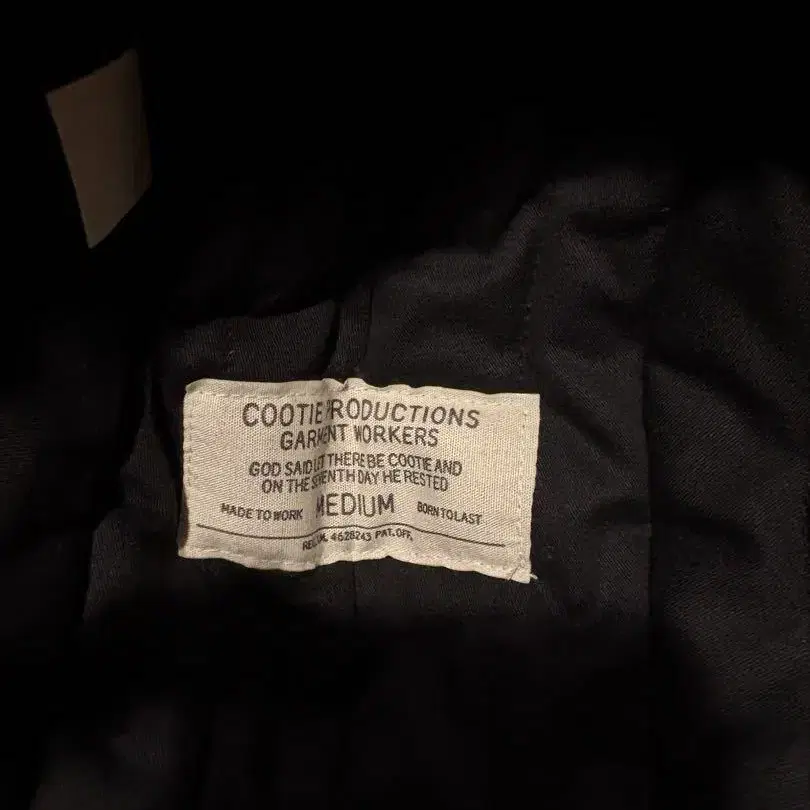 COOTIE PRODUCTIONS
GARMENT WORKERS
GOD SAID LET THERE BE COOTIE AND
ON THE SEVENTH DAY HE RESTED
MADE TO WORK MEDIUM BORN TO LAST
4628243 PAT. OFF.